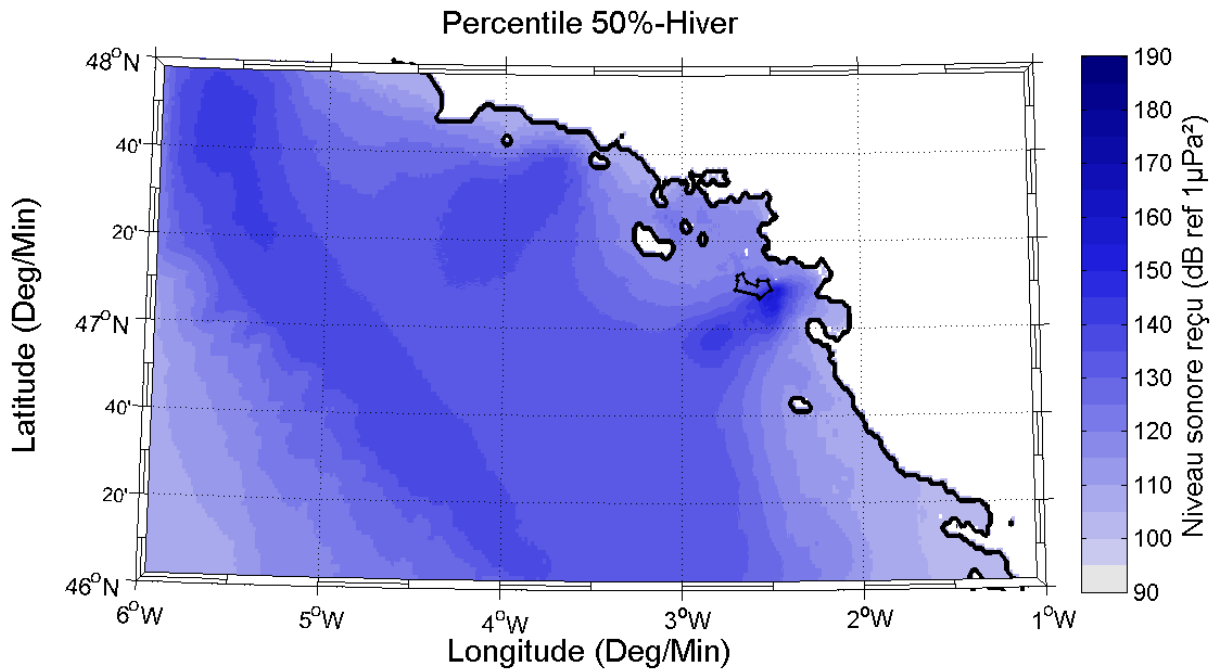 Percentile 50%-Hiver
48°N
40'
20'
47°N
40'
20'
46°N
6°W
5°W
4°W
3°W
2°W
1°W
Latitude (Deg/Min)
Longitude (Deg/Min)
190
180
170
160
150
140
130
120
110
100
90
Niveau sonore reçu (dB ref 1µPa²)